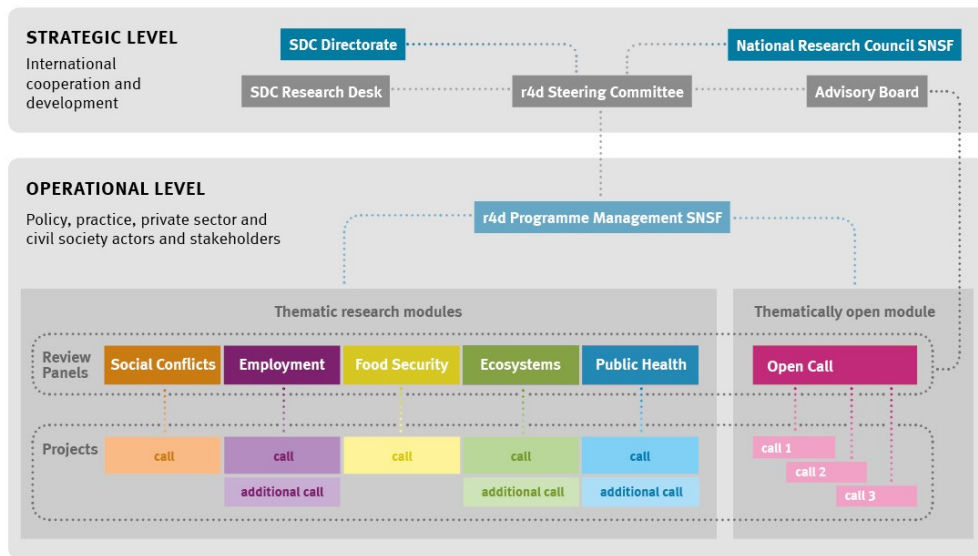 STRATEGIC LEVEL
International
cooperation and
development
SDC Directorate
National Research Council SNSF
SDC Research Desk
r4d Steering Committee
Advisory Board
OPERATIONAL LEVEL
Policy, practice, private sector and
civil society actors and stakeholders
r4d Programme Management SNSF
Thematic research modules
Thematically open module
Review
Panels
Social Conflicts
Employment
Food Security
Ecosystems
Public Health
Open Call
Projects
call
call
call
call
call
additional call
additional call
additional call
call 1
call 2
call 3